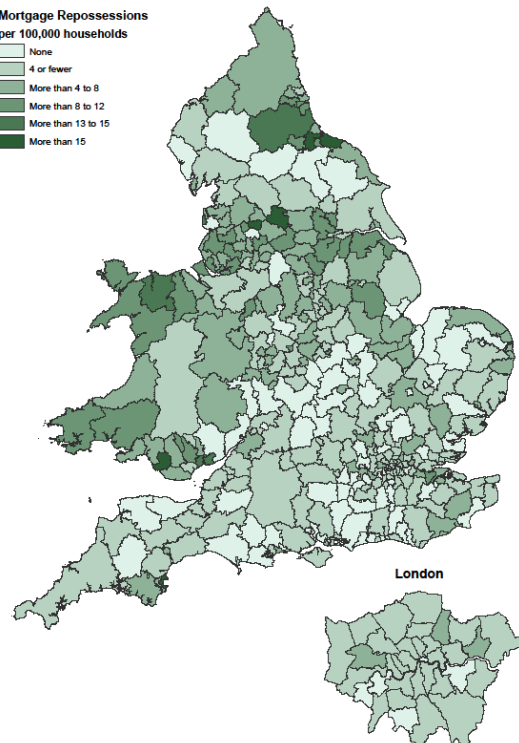 Mortgage Repossessions
per 100,000 households
None
4 or fewer
More than 4 to 8
More than 8 to 12
More than 13 to 15
More than 15
London